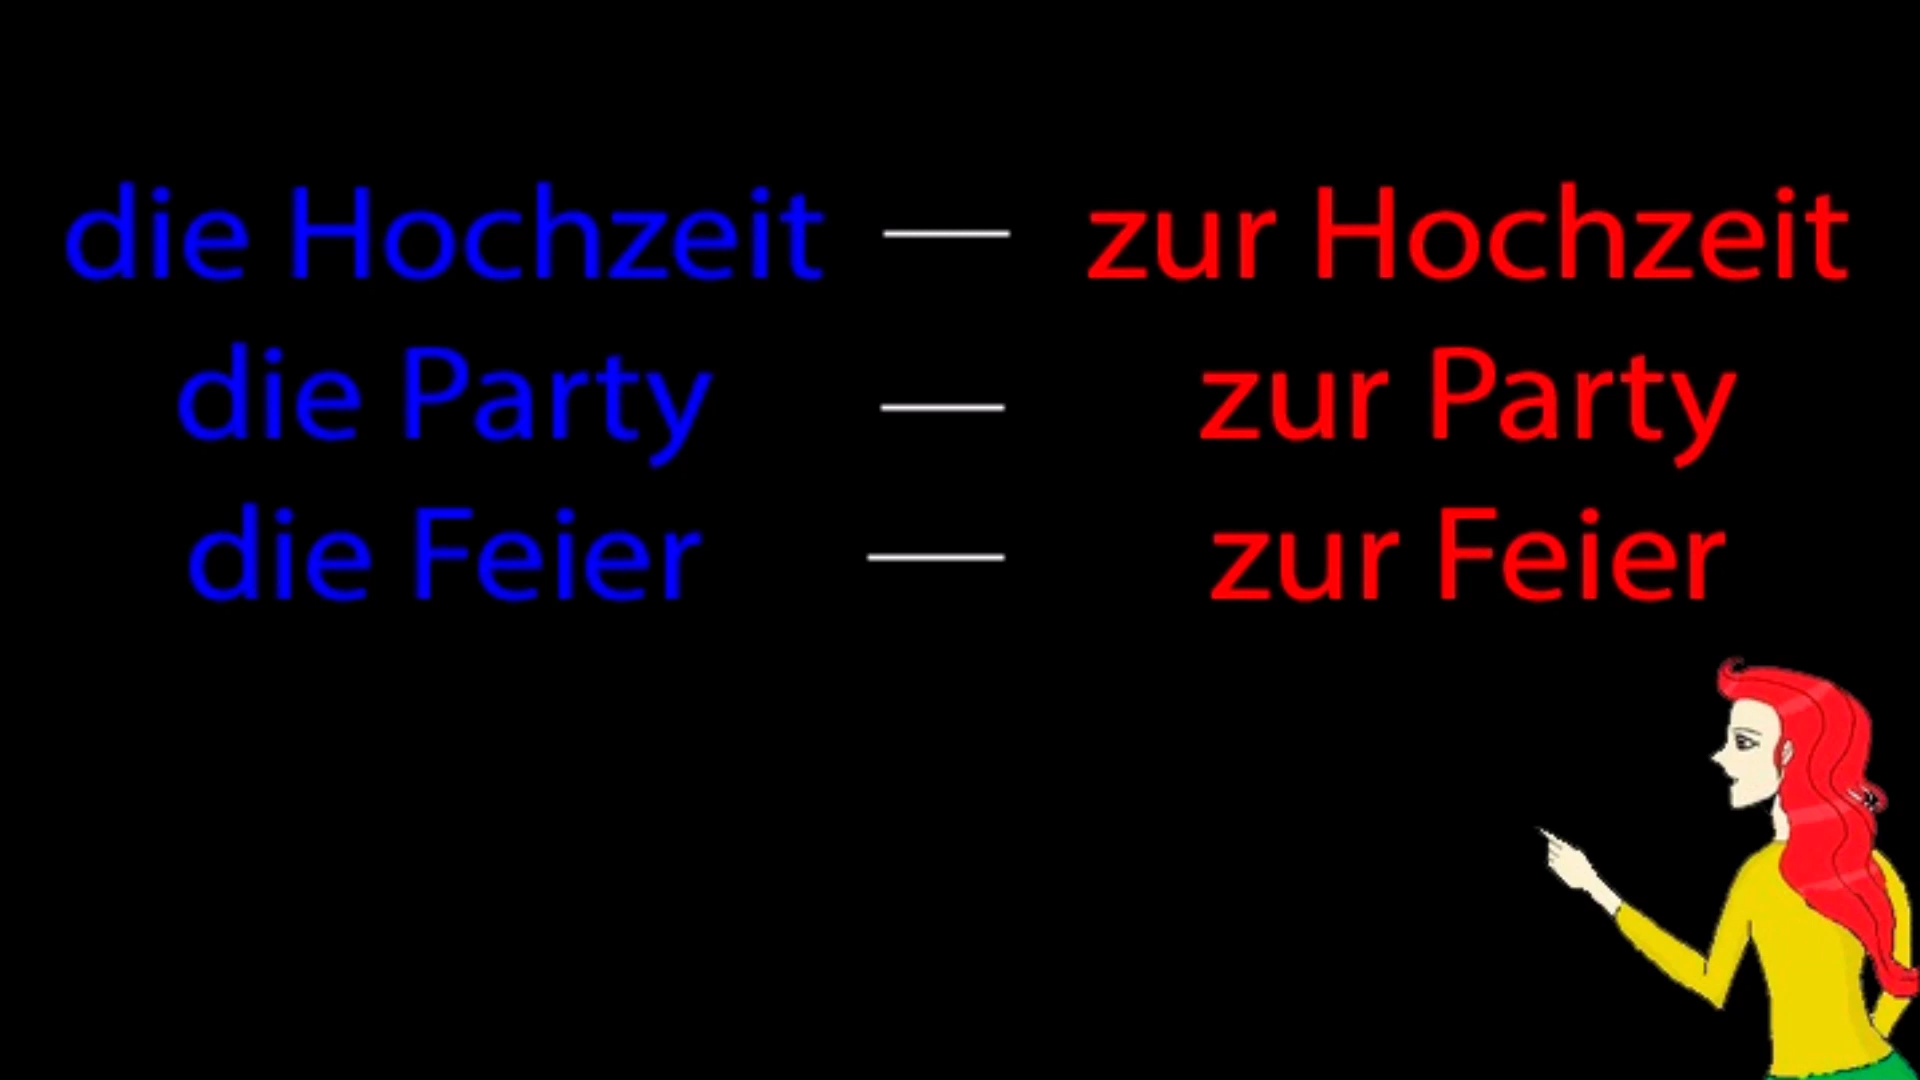 die Hochzeit — zur Hochzeit
die Party — zur Party
die Feier — zur Feier